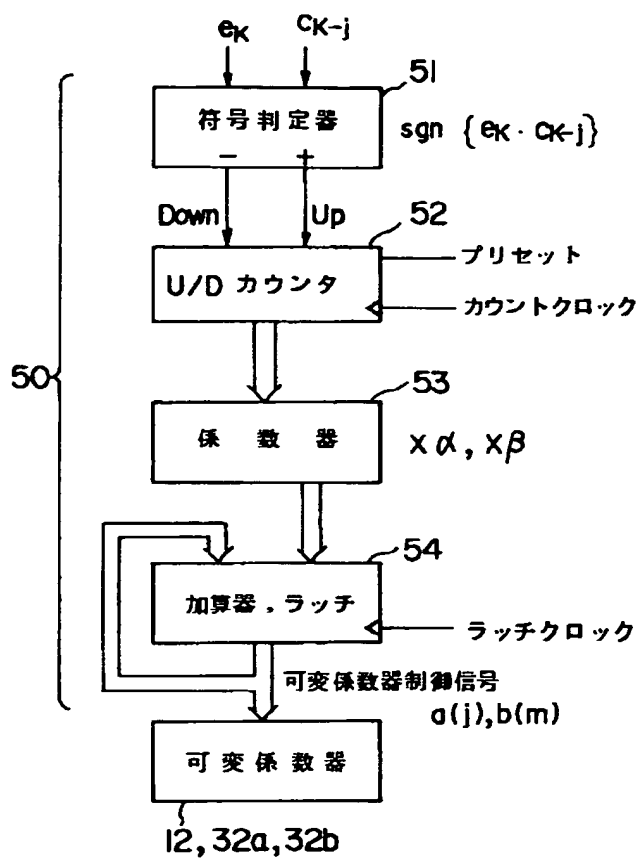 eK cK-j
51
符号判定器 sgn {eK・cK-j}
− +
Down Up
52
プリセット
U/D カウンタ
カウントクロック
50
53
係数器 xα, xβ
54
加算器,ラッチ
ラッチクロック
可変係数器制御信号
a(j),b(m)
可変係数器
12,32a,32b